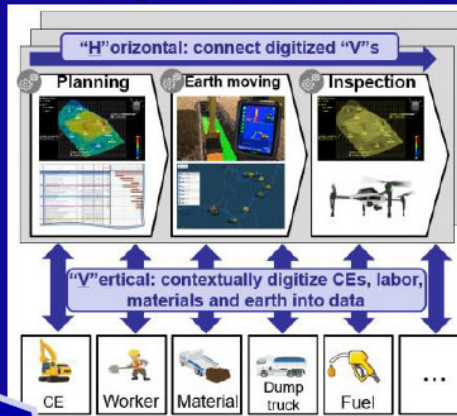 “H”orizontal: connect digitized “V”s
Planning
Earth moving
Inspection
“V”ertical: contextually digitize CEs, labor,
materials and earth into data
CE
Worker
Material
Dump
truck
Fuel
...